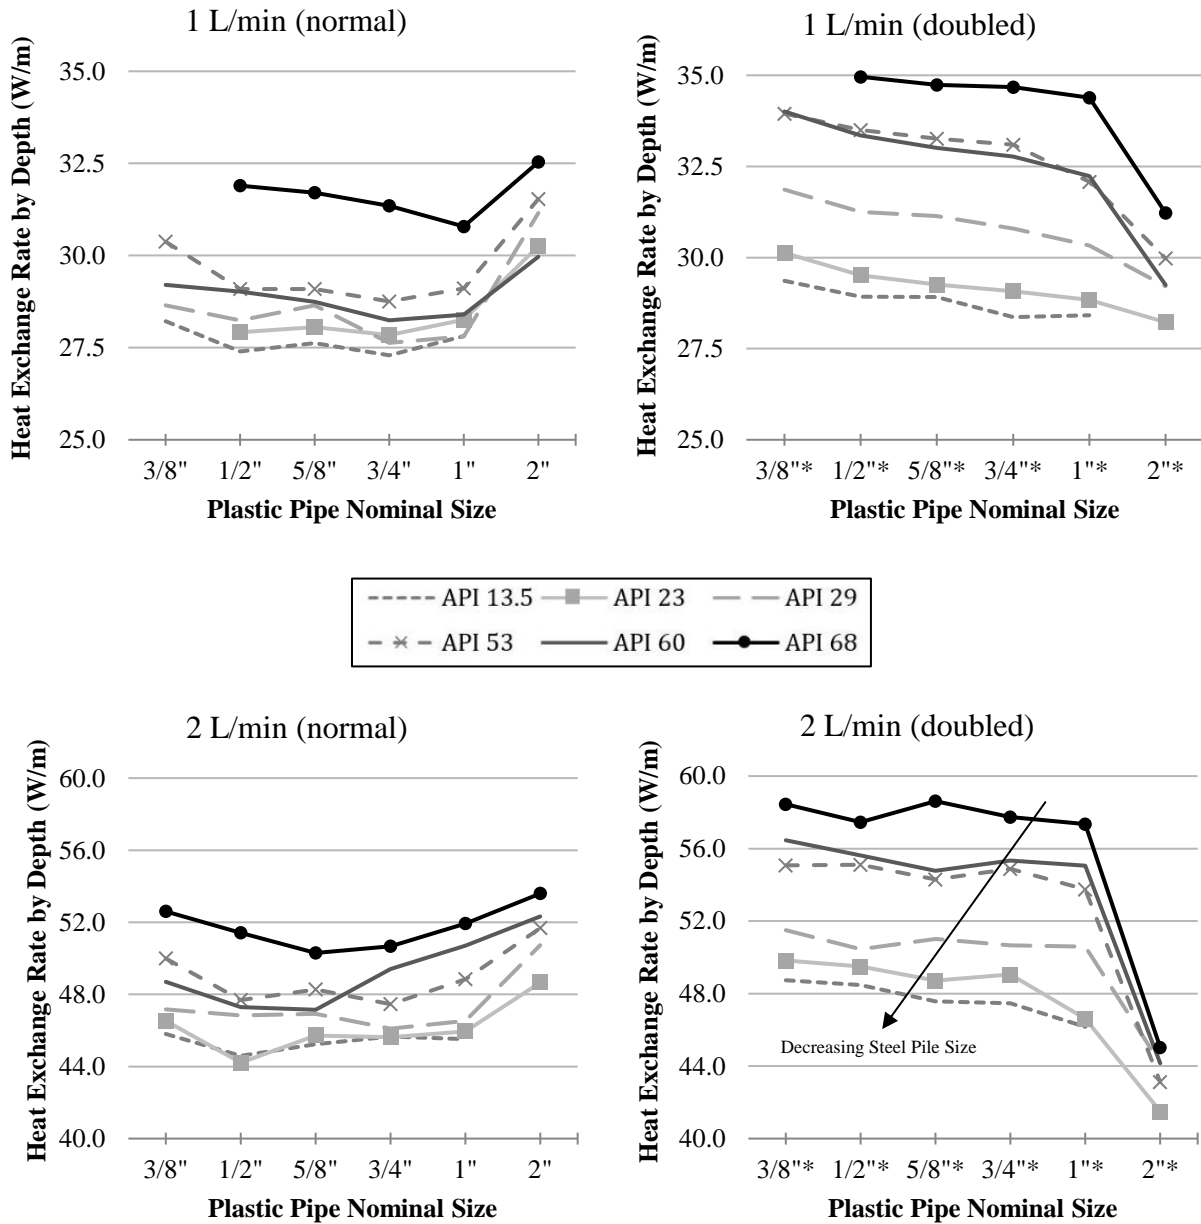 1 L/min (normal)
Heat Exchange Rate by Depth (W/m)
35.0
32.5
30.0
27.5
25.0
3/8" 1/2" 5/8" 3/4" 1" 2"
Plastic Pipe Nominal Size
1 L/min (doubled)
Heat Exchange Rate by Depth (W/m)
35.0
32.5
30.0
27.5
25.0
3/8"* 1/2"* 5/8"* 3/4"* 1"* 2"*
Plastic Pipe Nominal Size
API 13.5 API 23 API 29
API 53 API 60 API 68
2 L/min (normal)
Heat Exchange Rate by Depth (W/m)
60.0
56.0
52.0
48.0
44.0
40.0
3/8" 1/2" 5/8" 3/4" 1" 2"
Plastic Pipe Nominal Size
2 L/min (doubled)
Heat Exchange Rate by Depth (W/m)
60.0
56.0
52.0
48.0
44.0
40.0
Decreasing Steel Pile Size
3/8"* 1/2"* 5/8"* 3/4"* 1"* 2"*
Plastic Pipe Nominal Size